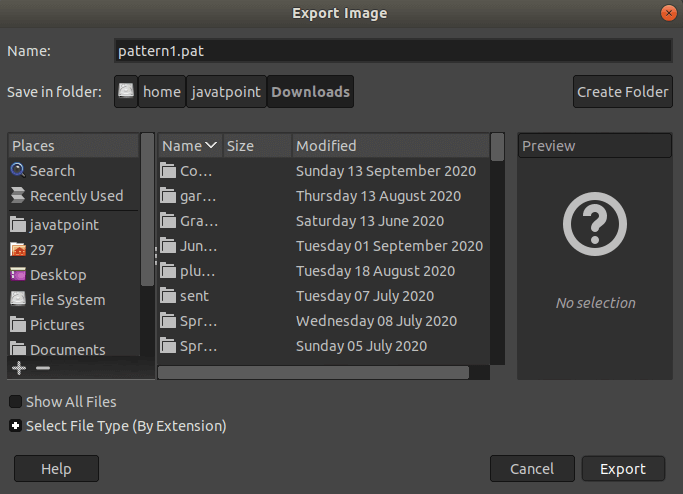 Export Image
Name: pattern1.pat
Save in folder: home javatpoint Downloads Create Folder
Places
Search
Recently Used
javatpoint
297
Desktop
File System
Pictures
Documents
Name Size Modified
Co... Sunday 13 September 2020
gar... Thursday 13 August 2020
Gra... Saturday 13 June 2020
Jun... Tuesday 01 September 2020
plu... Tuesday 18 August 2020
sent Tuesday 07 July 2020
Spr... Wednesday 08 July 2020
Spr... Sunday 05 July 2020
Preview
No selection
Show All Files
Select File Type (By Extension)
Help Cancel Export